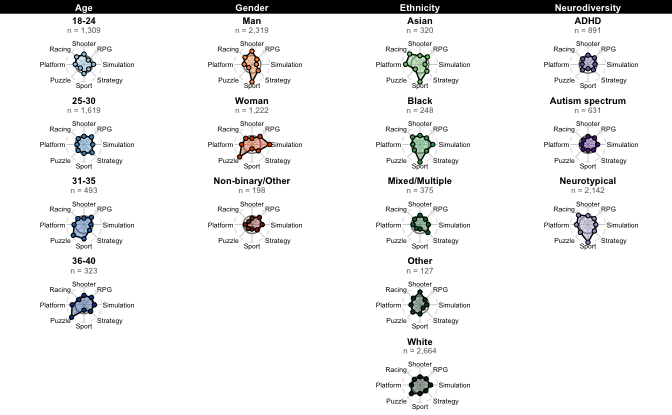 Age
Gender
Ethnicity
Neurodiversity
18-24
n = 1,309
Shooter
Racing
RPG
Platform
Simulation
Puzzle
Strategy
Sport
Man
n = 2,319
Shooter
Racing
RPG
Platform
Simulation
Puzzle
Strategy
Sport
Asian
n = 320
Shooter
Racing
RPG
Platform
Simulation
Puzzle
Strategy
Sport
ADHD
n = 891
Shooter
Racing
RPG
Platform
Simulation
Puzzle
Strategy
Sport
25-30
n = 1,619
Shooter
Racing
RPG
Platform
Simulation
Puzzle
Strategy
Sport
Woman
n = 1,222
Shooter
Racing
RPG
Platform
Simulation
Puzzle
Strategy
Sport
Black
n = 248
Shooter
Racing
RPG
Platform
Simulation
Puzzle
Strategy
Sport
Autism spectrum
n = 631
Shooter
Racing
RPG
Platform
Simulation
Puzzle
Strategy
Sport
31-35
n = 493
Shooter
Racing
RPG
Platform
Simulation
Puzzle
Strategy
Sport
Non-binary/Other
n = 198
Shooter
Racing
RPG
Platform
Simulation
Puzzle
Strategy
Sport
Mixed/Multiple
n = 375
Shooter
Racing
RPG
Platform
Simulation
Puzzle
Strategy
Sport
Neurotypical
n = 2,142
Shooter
Racing
RPG
Platform
Simulation
Puzzle
Strategy
Sport
36-40
n = 323
Shooter
Racing
RPG
Platform
Simulation
Puzzle
Strategy
Sport
Other
n = 127
Shooter
Racing
RPG
Platform
Simulation
Puzzle
Strategy
Sport
White
n = 2,664
Shooter
Racing
RPG
Platform
Simulation
Puzzle
Strategy
Sport